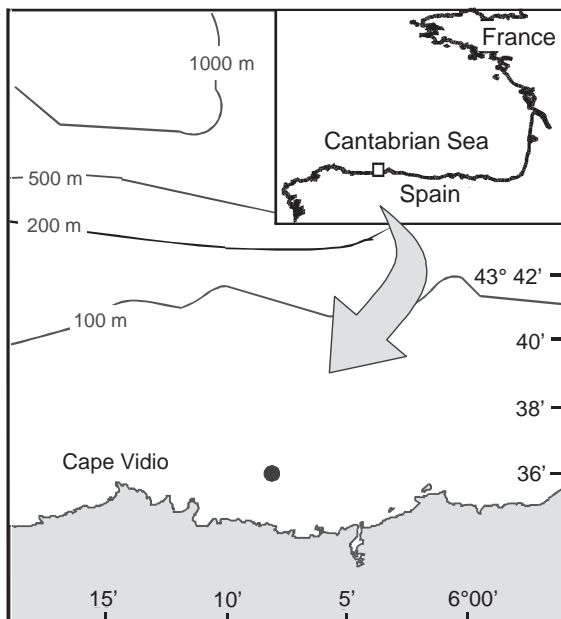 1000 m
France
Cantabrian Sea
Spain
500 m
200 m
43° 42’
100 m
40’
38’
Cape Vidio
36’
15’ 10’ 5’ 6°00’